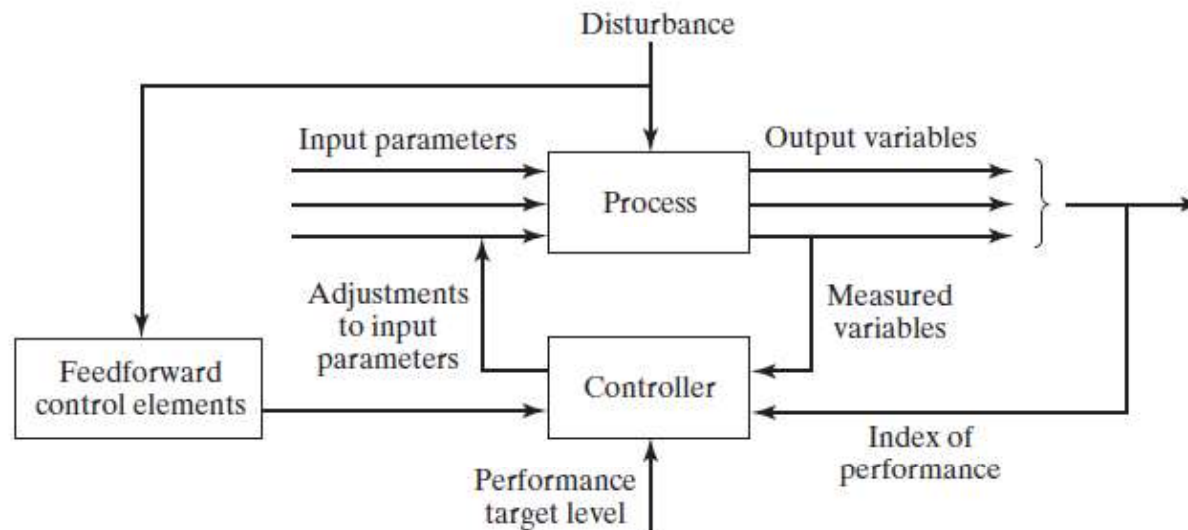 Disturbance
Input parameters
Output variables
Process
Adjustments
to input
parameters
Measured
variables
Feedforward
control elements
Controller
Index of
performance
Performance
target level